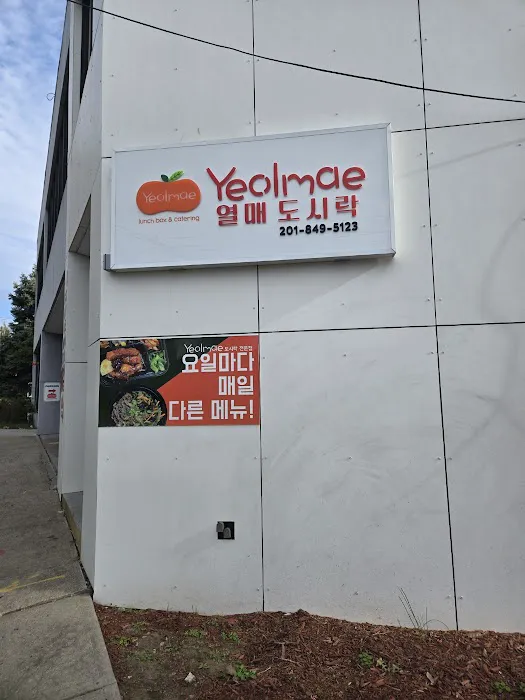 Yeolmae
lunch box & catering
Yeolmae
열매 도시락
201-849-5123
Yeolmae 도시락 전문점
요일마다
매일
다른 메뉴!